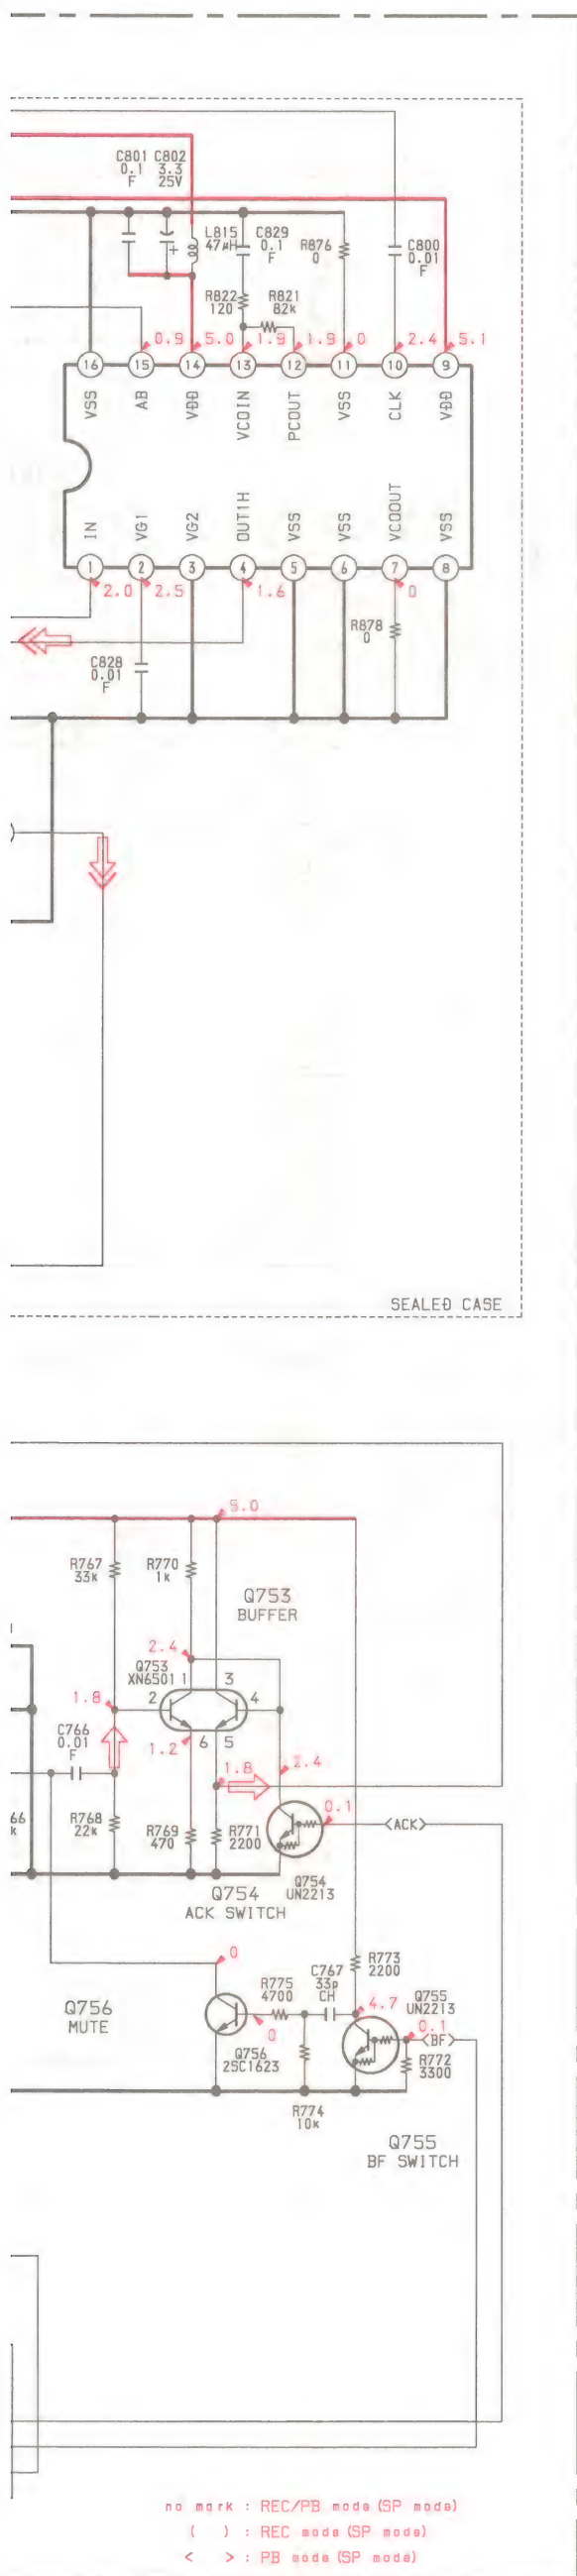 C801 C802
0.1 3.3
F 25V
L815
47μH
C829
0.1
F
R876
0
C800
0.01
F
R822
120
R821
82k
0.9 5.0 1.9 1.9 0 2.4 5.1
16 15 14 13 12 11 10 9
VSS AB VDD VCOIN PCOUT VSS CLK VDD
IN VG1 VG2 OUT1H VSS VSS VCOOUT VSS
1 2 3 4 5 6 7 8
2.0 2.5 1.6 0
R878
0
C828
0.01
F
SEALED CASE
5.0
R767
33k
R770
1k
Q753
BUFFER
2.4
Q753
XN6501 1 3
1.8 2 4
C766
0.01
F
1.2 6 5
1.8 2.4
66
k
R768
22k
R769
470
R771
2200
0.1
<ACK>
Q754
UN2213
Q754
ACK SWITCH
0
R775
4700
C767
33p
CH
R773
2200
Q756
MUTE
4.7
Q755
UN2213
0.1
<BF>
0
Q756
2SC1623
R772
3300
R774
10k
Q755
BF SWITCH
no mark : REC/PB mode (SP mode)
( ) : REC mode (SP mode)
< > : PB mode (SP mode)